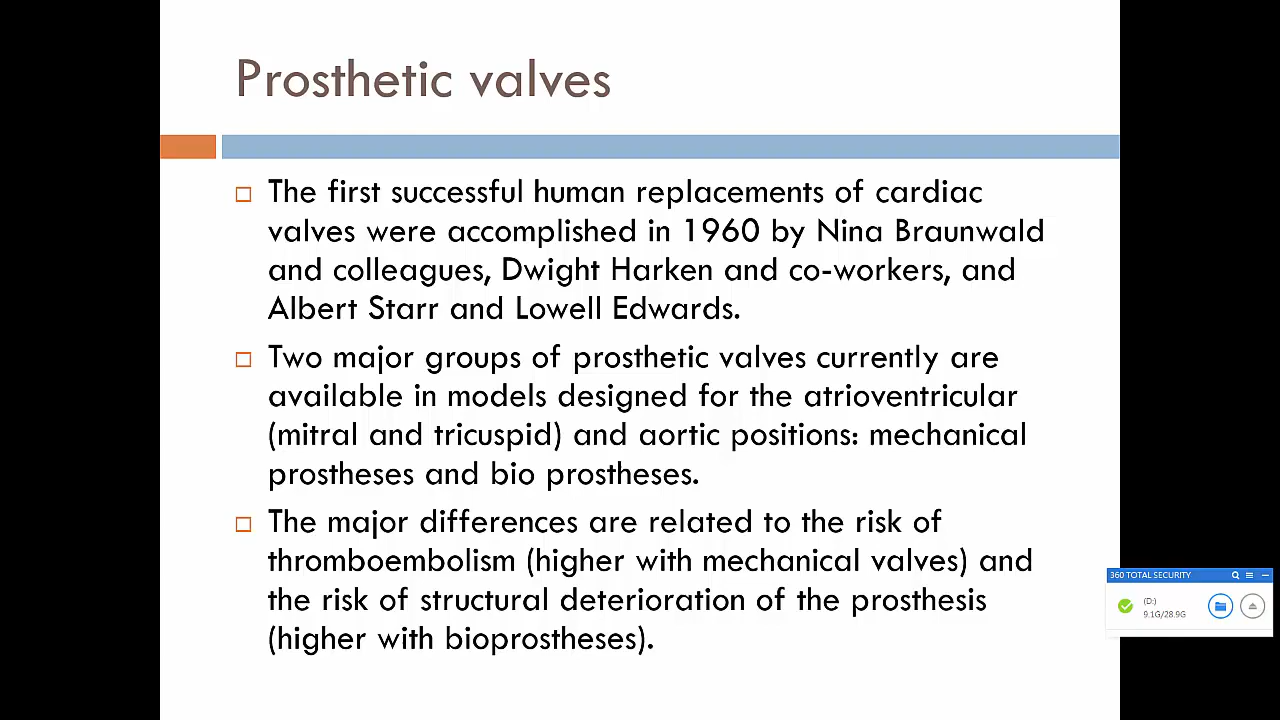 Prosthetic valves
The first successful human replacements of cardiac
valves were accomplished in 1960 by Nina Braunwald
and colleagues, Dwight Harken and co-workers, and
Albert Starr and Lowell Edwards.
Two major groups of prosthetic valves currently are
available in models designed for the atrioventricular
(mitral and tricuspid) and aortic positions: mechanical
prostheses and bio prostheses.
The major differences are related to the risk of
thromboembolism (higher with mechanical valves) and
the risk of structural deterioration of the prosthesis
(higher with bioprostheses).
360 TOTAL SECURITY
(D:)
9.1G/28.9G